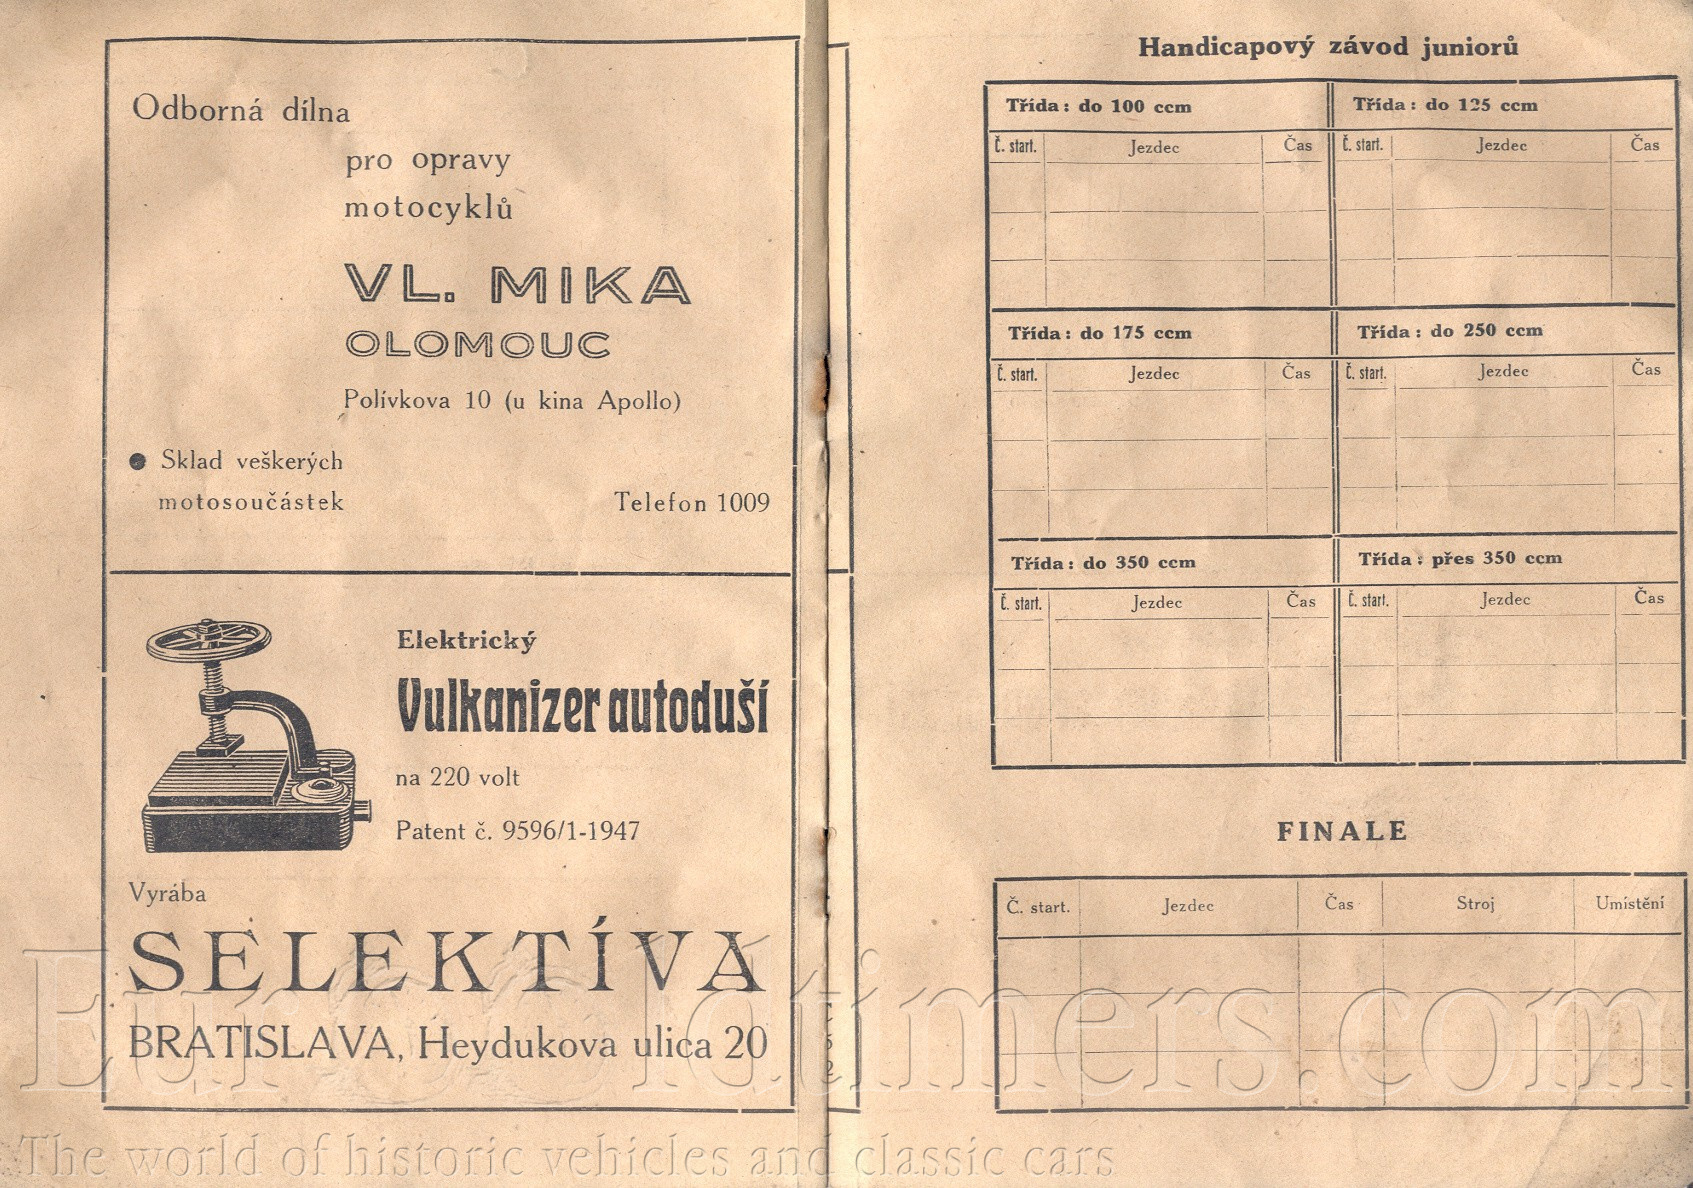 Odborná dílna
pro opravy
motocyklů
VL. MIKA
OLOMOUC
Polívkova 10 (u kina Apollo)
● Sklad veškerých
motosoučástek
Telefon 1009
Elektrický
Vulkanizer autoduší
na 220 volt
Patent č. 9596/1-1947
Vyrába
SELEKTÍVA
BRATISLAVA, Heydukova ulica 20
Handicapový závod juniorů
Třída: do 100 ccm
Č. start. Jezdec Čas
Třída: do 125 ccm
Č. start. Jezdec Čas
Třída: do 175 ccm
Č. start. Jezdec Čas
Třída: do 250 ccm
Č. start. Jezdec Čas
Třída: do 350 ccm
Č. start. Jezdec Čas
Třída: přes 350 ccm
Č. start. Jezdec Čas
FINALE
Č. start. Jezdec Čas Stroj Umístění
EurOldtimers.com
The world of historic vehicles and classic cars